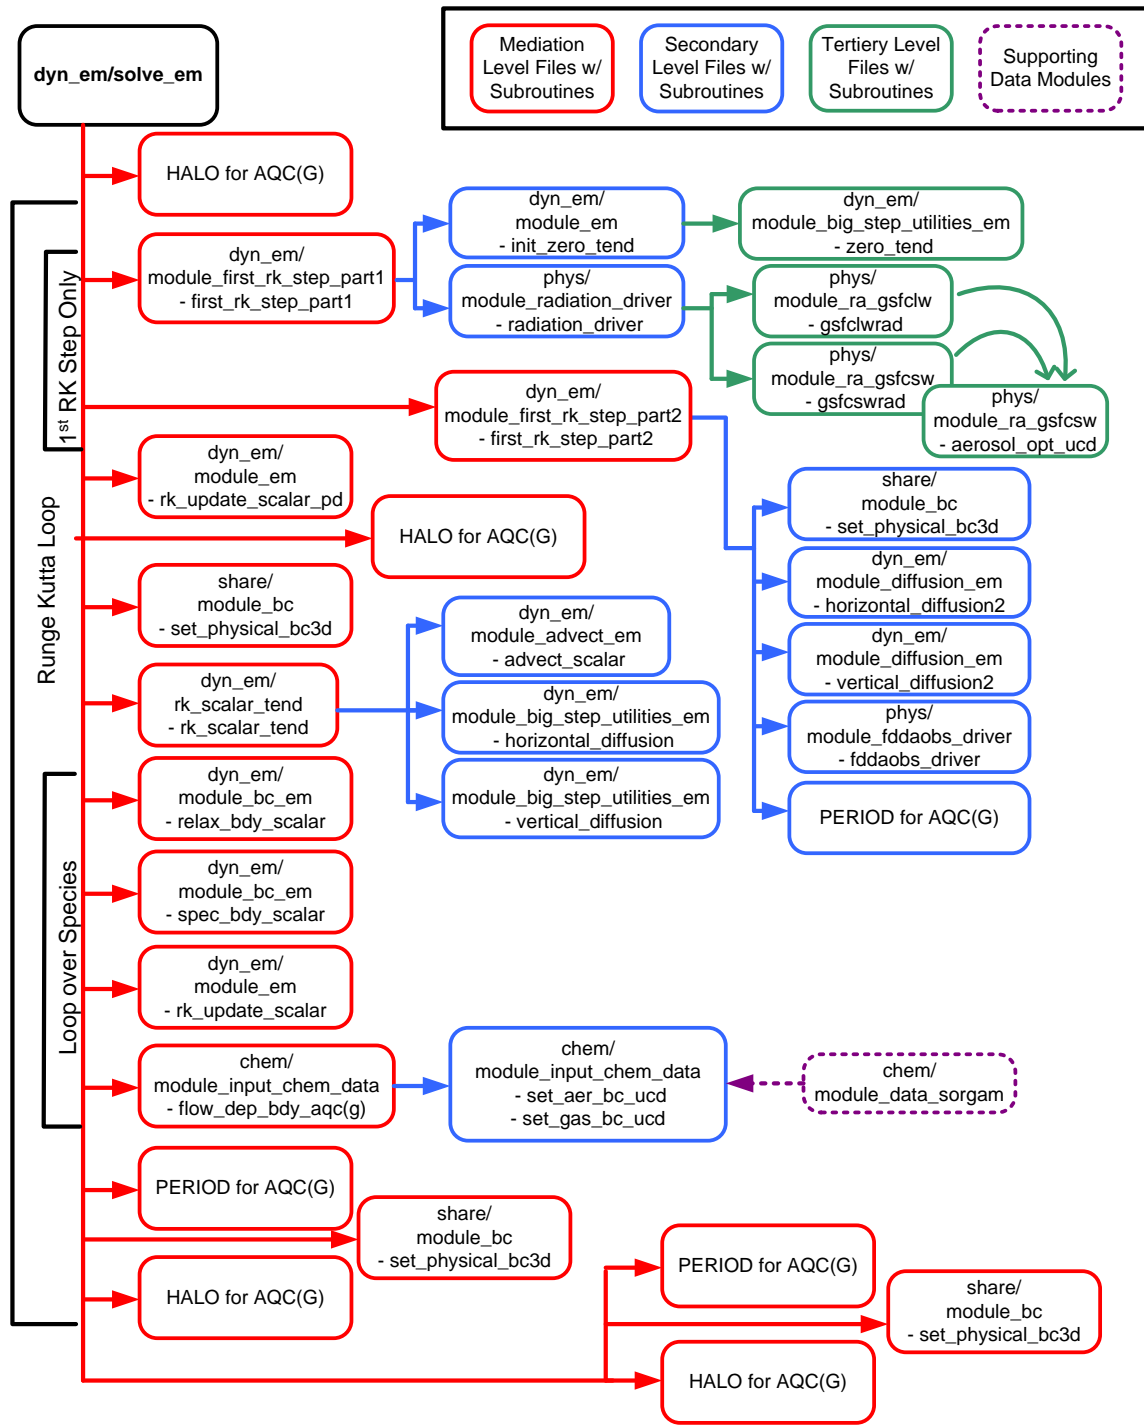 dyn_em/solve_em
Mediation
Level Files w/
Subroutines
Secondary
Level Files w/
Subroutines
Tertiery Level
Files w/
Subroutines
Supporting
Data Modules
HALO for AQC(G)
Runge Kutta Loop
1st RK Step Only
dyn_em/
module_first_rk_step_part1
- first_rk_step_part1
dyn_em/
module_em
- init_zero_tend
dyn_em/
module_big_step_utilities_em
- zero_tend
phys/
module_radiation_driver
- radiation_driver
phys/
module_ra_gsfclw
- gsfclwrad
phys/
module_ra_gsfcsw
- gsfcswrad
phys/
module_ra_gsfcsw
- aerosol_opt_ucd
dyn_em/
module_first_rk_step_part2
- first_rk_step_part2
dyn_em/
module_em
- rk_update_scalar_pd
HALO for AQC(G)
share/
module_bc
- set_physical_bc3d
dyn_em/
module_diffusion_em
- horizontal_diffusion2
dyn_em/
module_diffusion_em
- vertical_diffusion2
phys/
module_fddaobs_driver
- fddaobs_driver
PERIOD for AQC(G)
share/
module_bc
- set_physical_bc3d
dyn_em/
rk_scalar_tend
- rk_scalar_tend
dyn_em/
module_advect_em
- advect_scalar
dyn_em/
module_big_step_utilities_em
- horizontal_diffusion
dyn_em/
module_big_step_utilities_em
- vertical_diffusion
Loop over Species
dyn_em/
module_bc_em
- relax_bdy_scalar
dyn_em/
module_bc_em
- spec_bdy_scalar
dyn_em/
module_em
- rk_update_scalar
chem/
module_input_chem_data
- flow_dep_bdy_aqc(g)
chem/
module_input_chem_data
- set_aer_bc_ucd
- set_gas_bc_ucd
chem/
module_data_sorgam
PERIOD for AQC(G)
share/
module_bc
- set_physical_bc3d
HALO for AQC(G)
PERIOD for AQC(G)
share/
module_bc
- set_physical_bc3d
HALO for AQC(G)